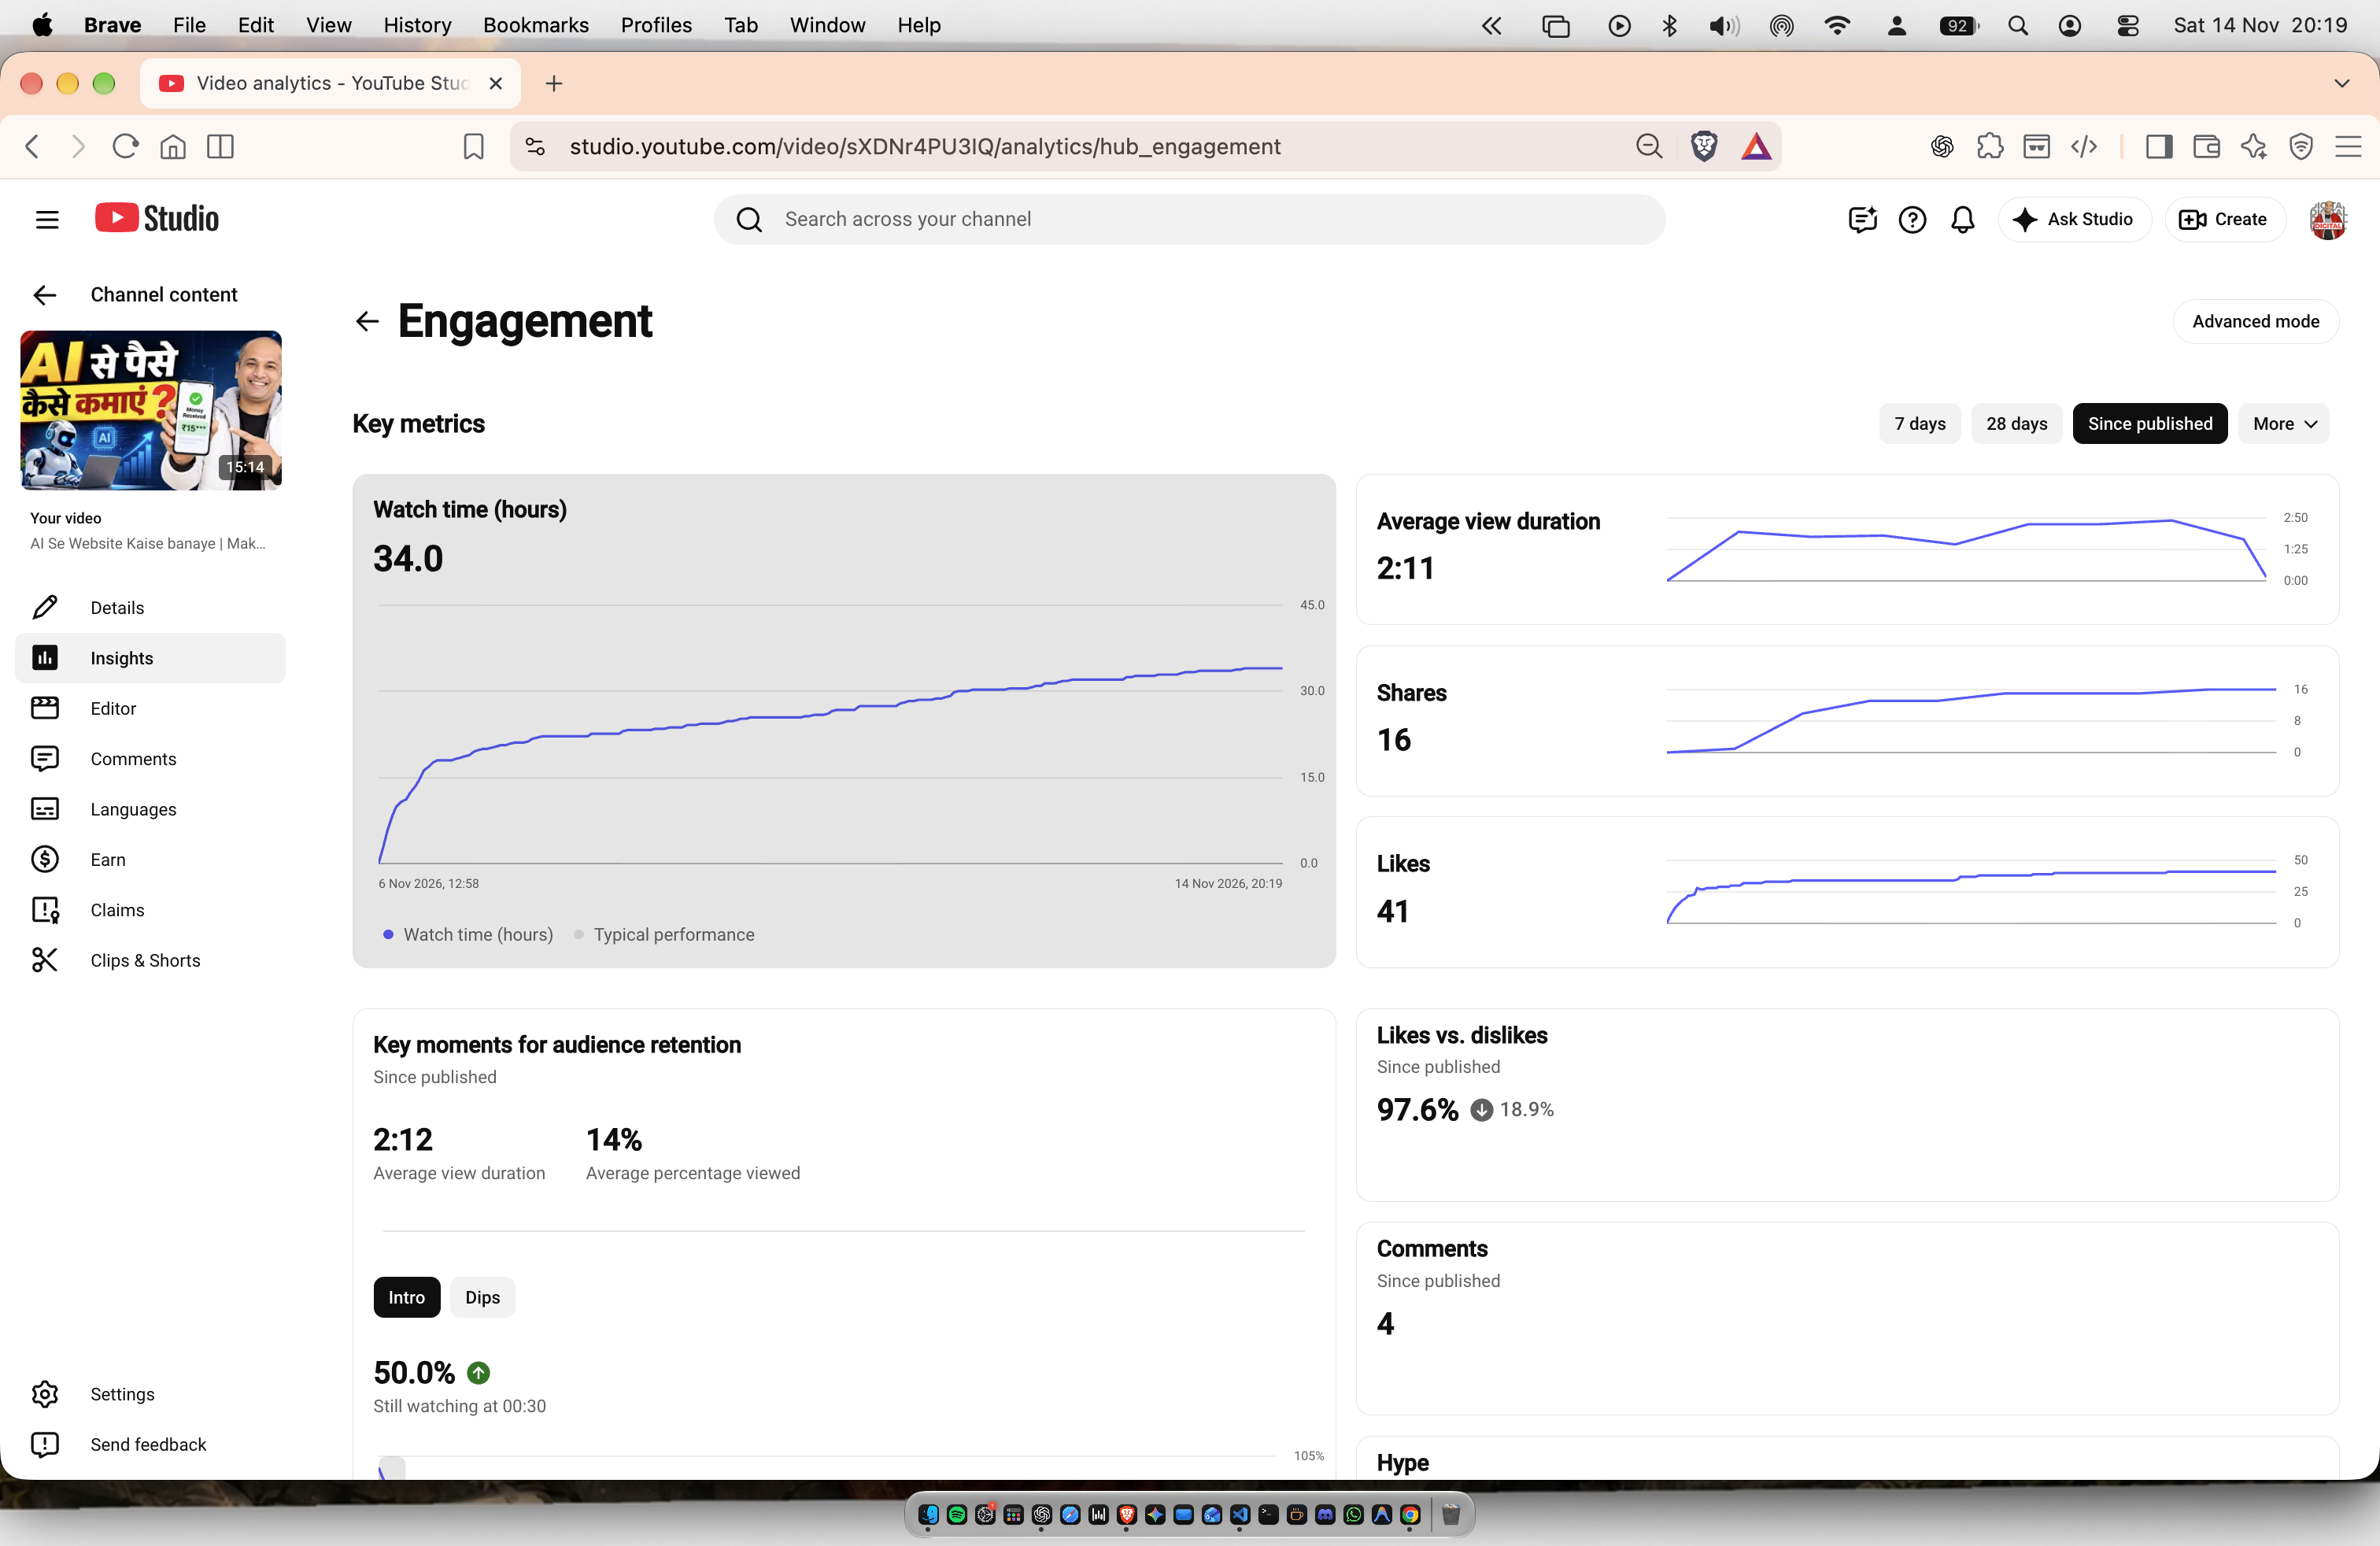 Brave File Edit View History Bookmarks Profiles Tab Window Help 92 Sat 14 Nov 20:19
Video analytics - YouTube Stud
studio.youtube.com/video/sXDNr4PU3IQ/analytics/hub_engagement
Studio
Search across your channel
Ask Studio
Create
Channel content
AI से पैसे
कैसे कमाएं ?
Money
Received
₹15***
AI
15:14
Your video
AI Se Website Kaise banaye | Mak...
Details
Insights
Editor
Comments
Languages
Earn
Claims
Clips & Shorts
Settings
Send feedback
Engagement
Advanced mode
Key metrics
7 days 28 days Since published More
Watch time (hours)
34.0
45.0
30.0
15.0
0.0
6 Nov 2026, 12:58 14 Nov 2026, 20:19
Watch time (hours) Typical performance
Average view duration
2:11
2:50
1:25
0:00
Shares
16
16
8
0
Likes
41
50
25
0
Key moments for audience retention
Since published
2:12 14%
Average view duration Average percentage viewed
Intro Dips
50.0%
Still watching at 00:30
105%
Likes vs. dislikes
Since published
97.6% 18.9%
Comments
Since published
4
Hype